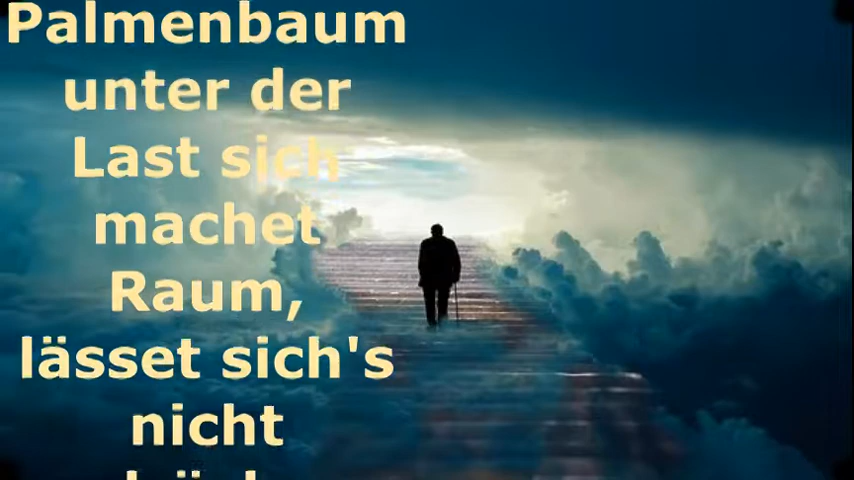 Palmenbaum
unter der
Last sich
machet
Raum,
lässet sich's
nicht